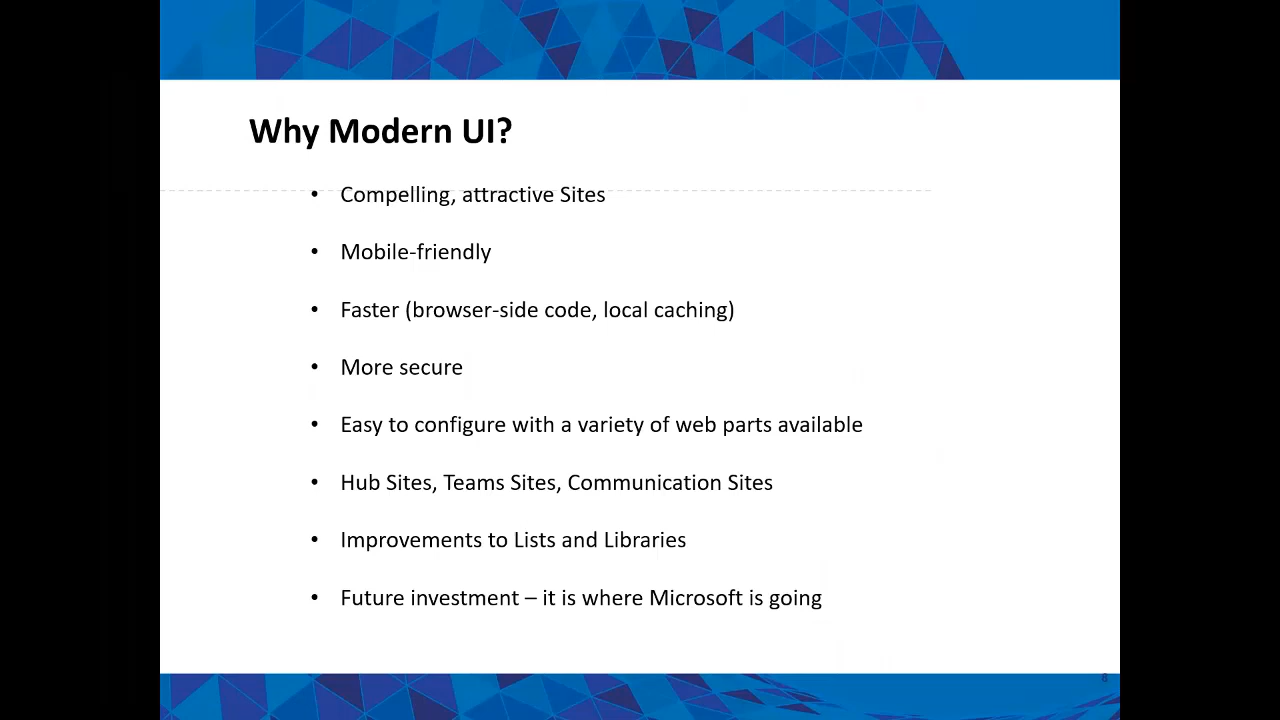 Why Modern UI?
• Compelling, attractive Sites
• Mobile-friendly
• Faster (browser-side code, local caching)
• More secure
• Easy to configure with a variety of web parts available
• Hub Sites, Teams Sites, Communication Sites
• Improvements to Lists and Libraries
• Future investment – it is where Microsoft is going